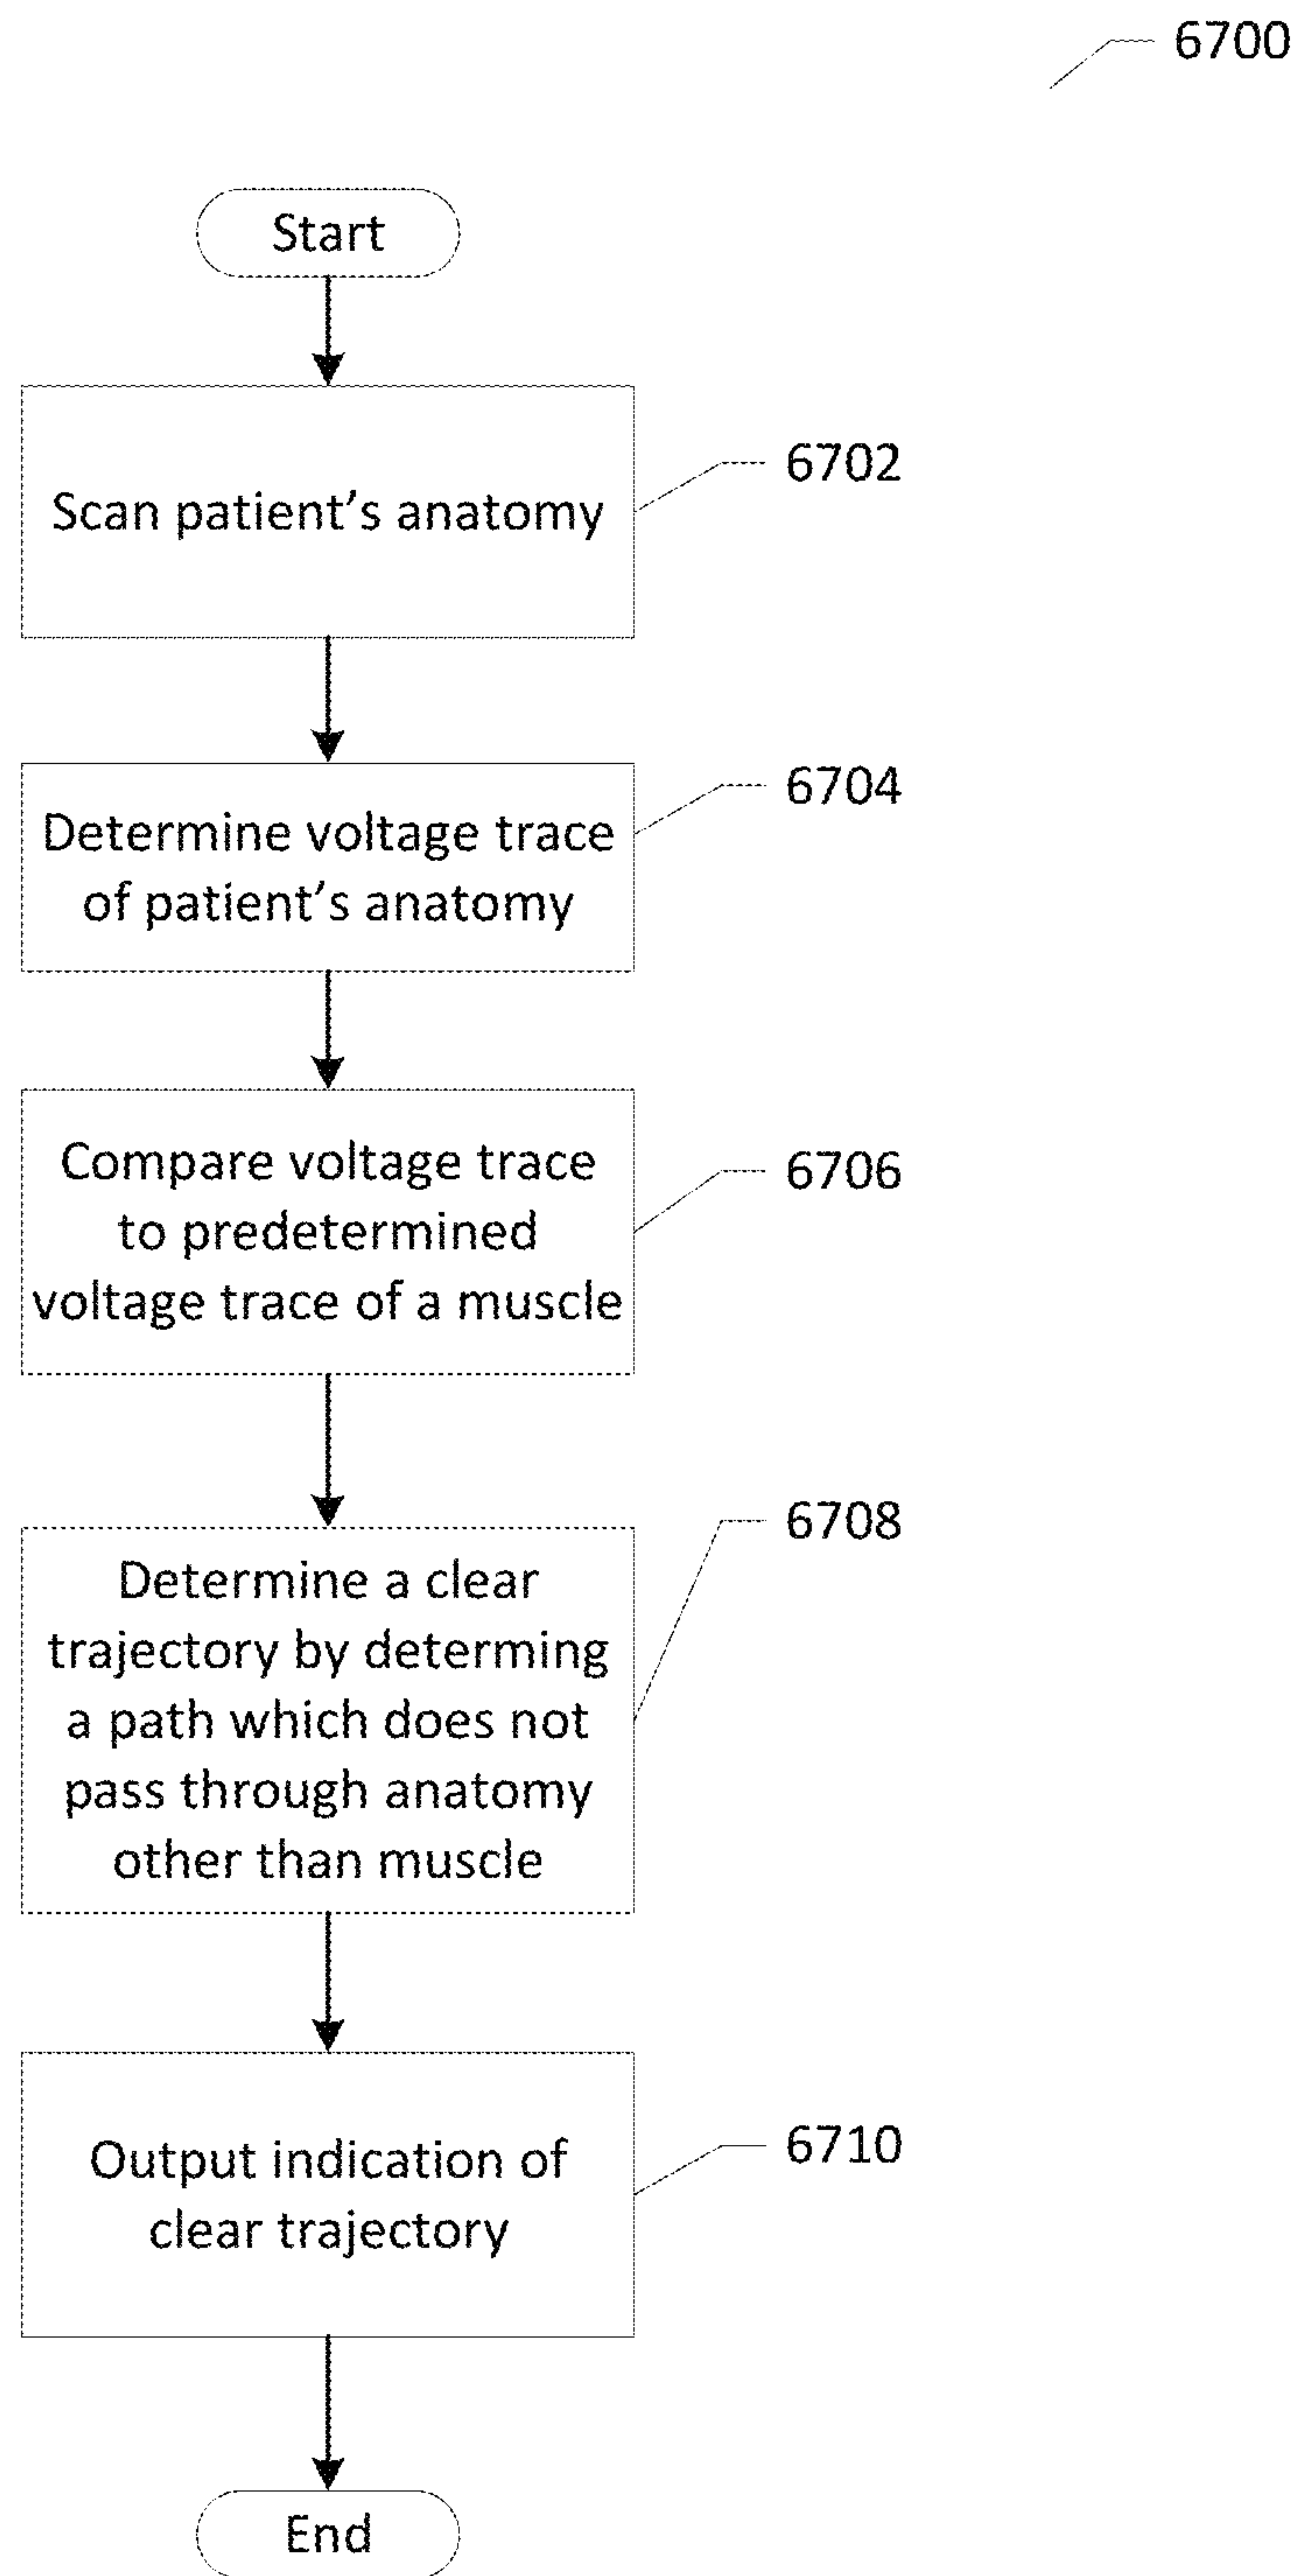 6700
Start
Scan patient's anatomy
6702
Determine voltage trace
of patient's anatomy
6704
Compare voltage trace
to predetermined
voltage trace of a muscle
6706
Determine a clear
trajectory by determing
a path which does not
pass through anatomy
other than muscle
6708
Output indication of
clear trajectory
6710
End